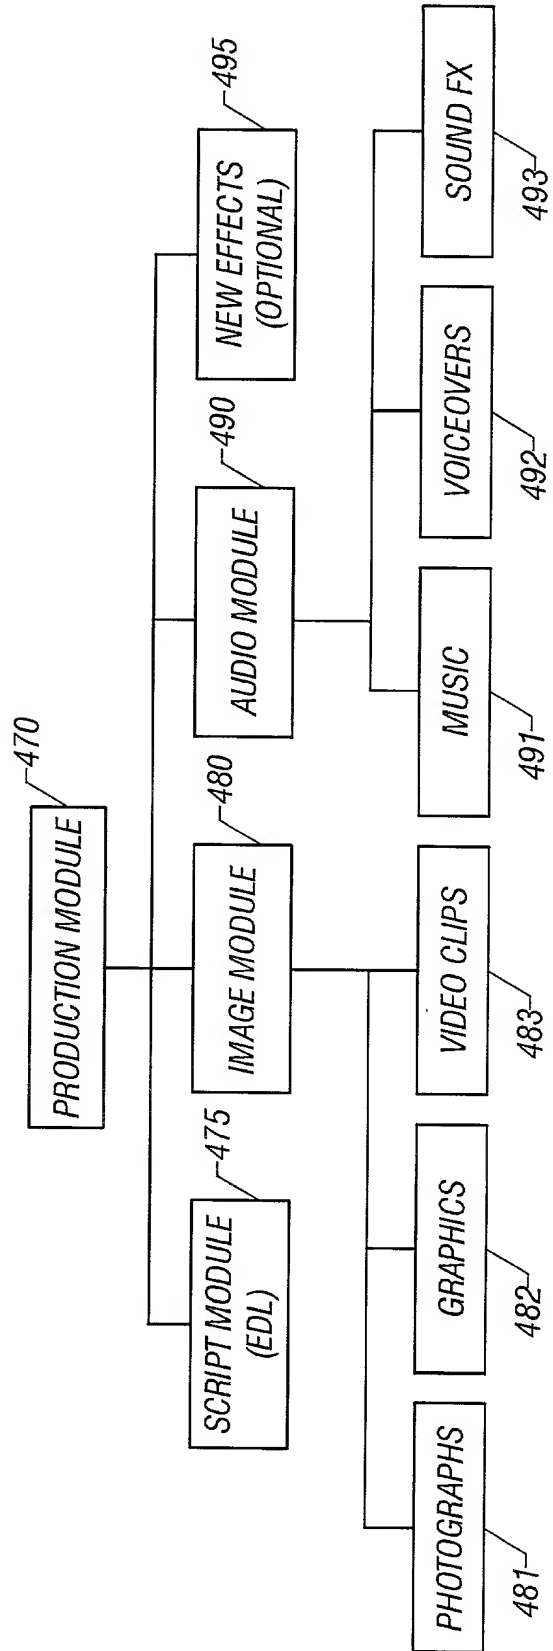 PRODUCTION MODULE
470
SCRIPT MODULE
(EDL)
475
IMAGE MODULE
480
AUDIO MODULE
490
NEW EFFECTS
(OPTIONAL)
495
PHOTOGRAPHS
481
GRAPHICS
482
VIDEO CLIPS
483
MUSIC
491
VOICEOVERS
492
SOUND FX
493